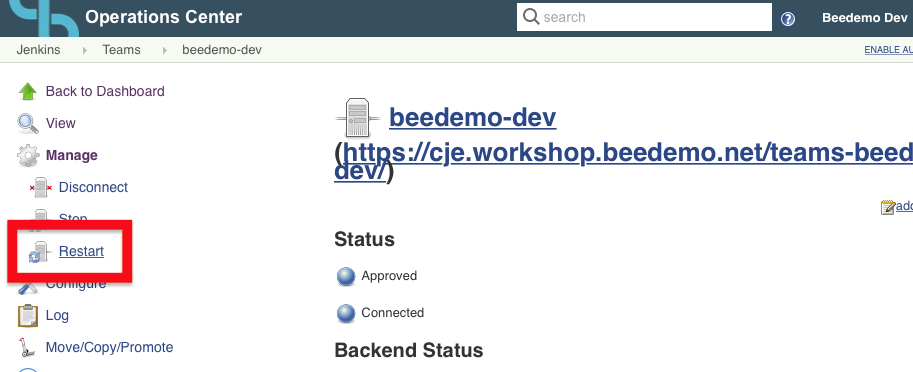 Operations Center
search
Beedemo Dev
Jenkins
Teams
beedemo-dev
ENABLE AU
Back to Dashboard
View
Manage
Disconnect
Stop
Restart
Configure
Log
Move/Copy/Promote
beedemo-dev
(https://cje.workshop.beedemo.net/teams-beed
dev/)
add
Status
Approved
Connected
Backend Status